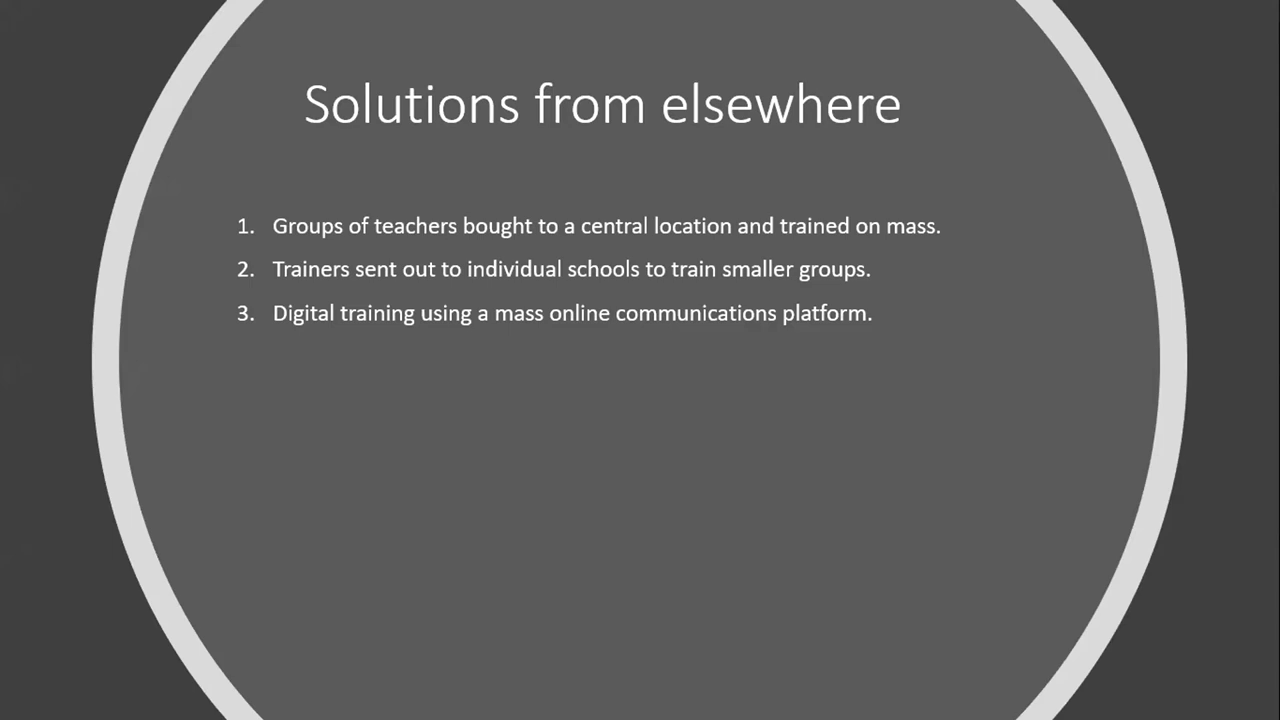 Solutions from elsewhere
1. Groups of teachers bought to a central location and trained on mass.
2. Trainers sent out to individual schools to train smaller groups.
3. Digital training using a mass online communications platform.